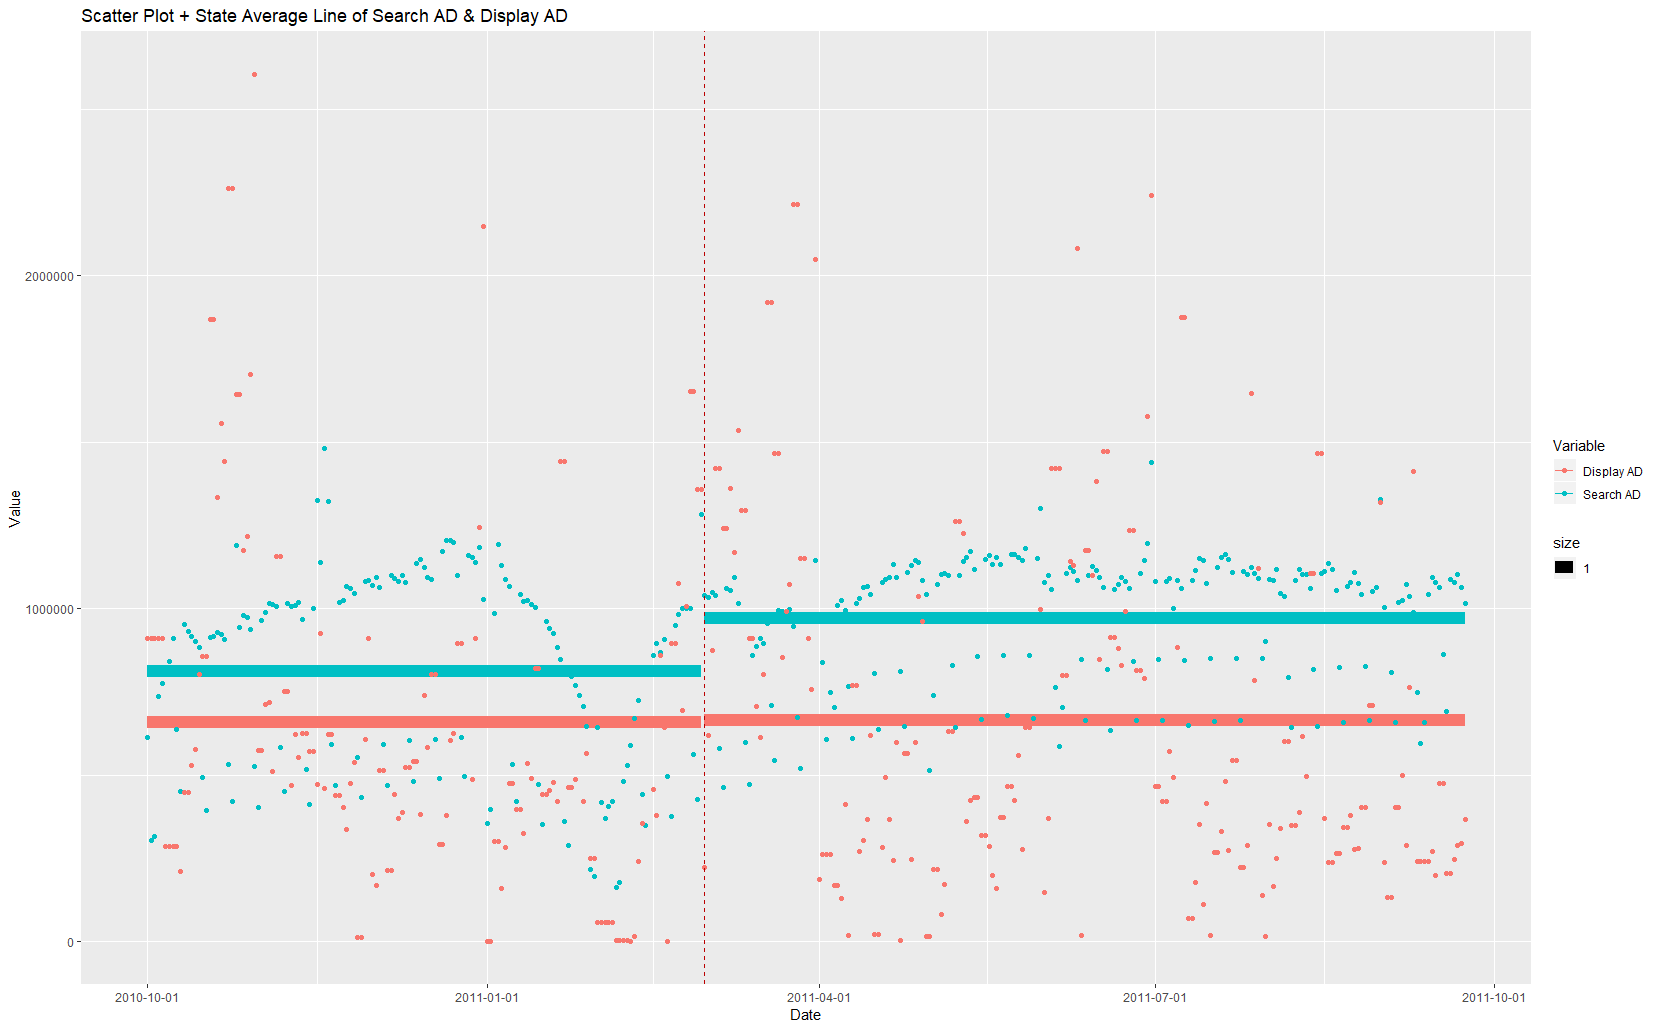 Scatter Plot + State Average Line of Search AD & Display AD
Value
2000000
1000000
0
2010-10-01
2011-01-01
2011-04-01
2011-07-01
2011-10-01
Date
Variable
Display AD
Search AD
size
1